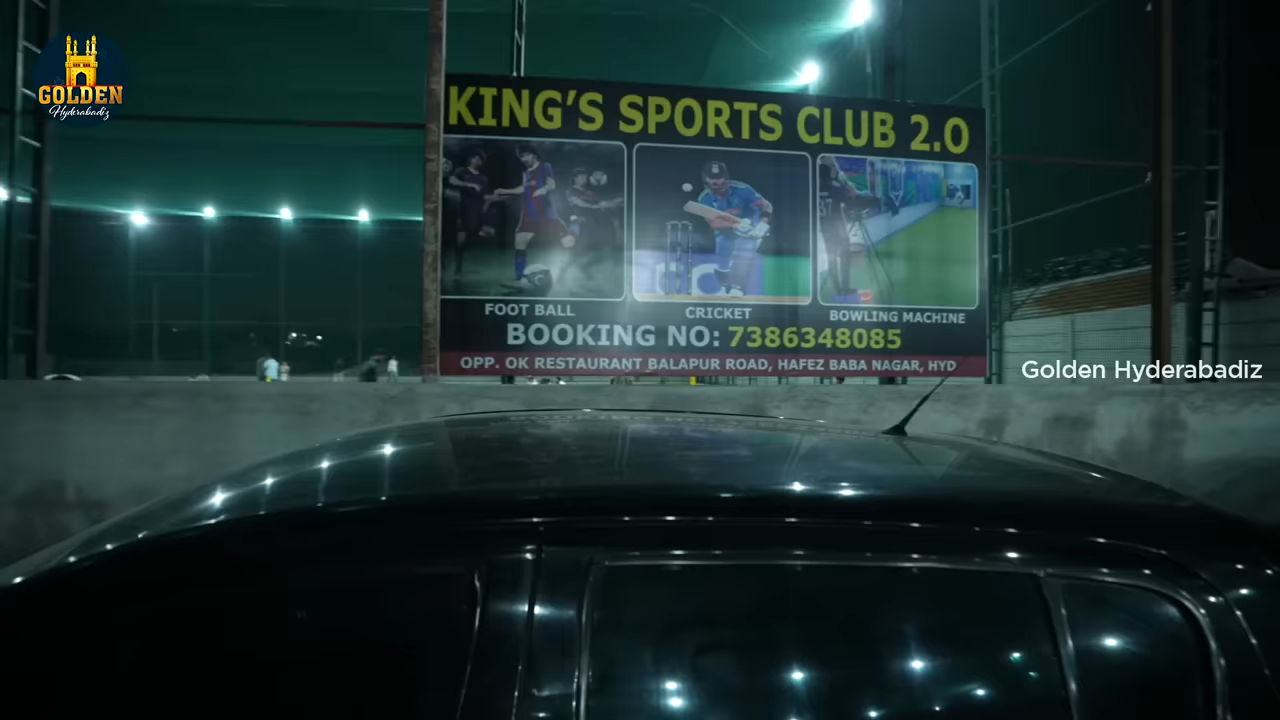 GOLDEN
Hyderabadiz
KING'S SPORTS CLUB 2.0
FOOT BALL
CRICKET
BOWLING MACHINE
BOOKING NO: 7386348085
OPP. OK RESTAURANT BALAPUR ROAD, HAFEZ BABA NAGAR, HYD
Golden Hyderabadiz